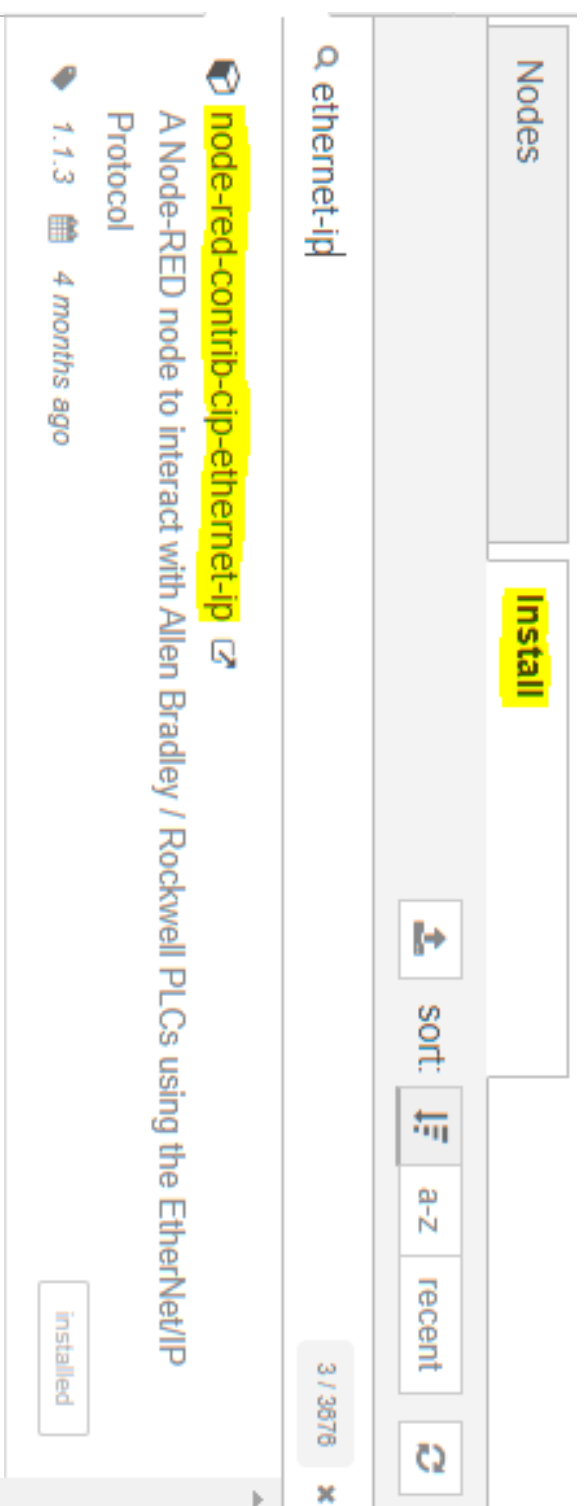 Nodes
Install
sort:
a-z
recent
ethernet-ip
3 / 3876
node-red-contrib-cip-ethernet-ip
A Node-RED node to interact with Allen Bradley / Rockwell PLCs using the EtherNet/IP
Protocol
1.1.3
4 months ago
installed